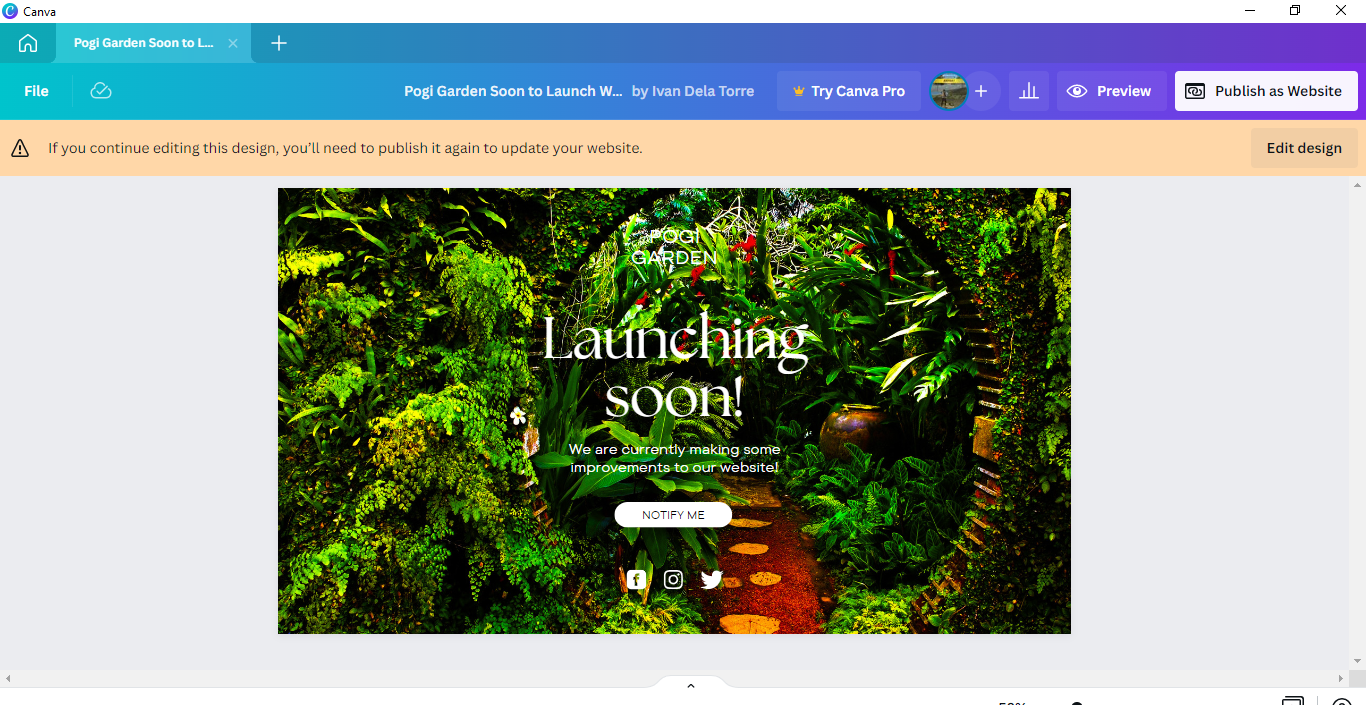 Canva
Pogi Garden Soon to L...
File
Pogi Garden Soon to Launch W... by Ivan Dela Torre
Try Canva Pro
Preview
Publish as Website
If you continue editing this design, you’ll need to publish it again to update your website.
Edit design
POGI
GARDEN
Launching
soon!
We are currently making some
improvements to our website!
NOTIFY ME